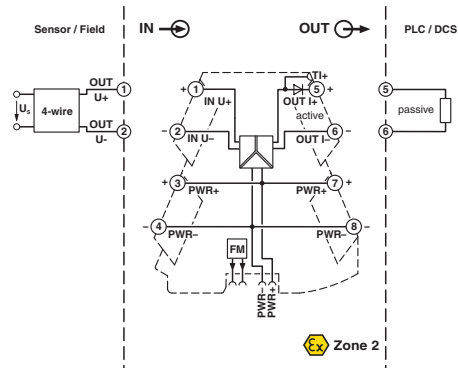 Sensor / Field
IN
OUT
PLC / DCS
OUT
U+
1
Us
4-wire
OUT
U-
2
+ 1
IN U+
TI+
5 +
OUT I+
active
– 2
IN U–
6 –
OUT I–
+ 3
PWR+
7 +
PWR+
– 4
PWR–
8 –
PWR–
FM
PWR–
PWR+
5
passive
6
Ex Zone 2